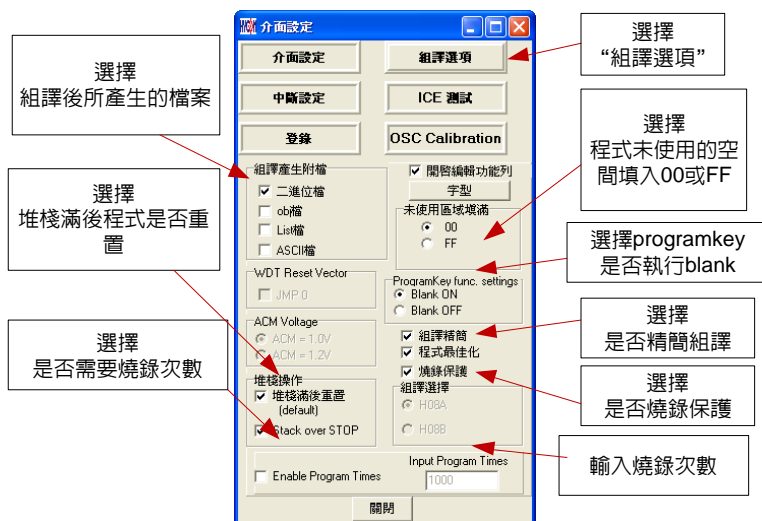 HCM 介面設定
介面設定
組譯選項
中斷設定
ICE 測試
登錄
OSC Calibration
組譯產生附檔
二進位檔
obj檔
List檔
ASCII檔
開啓編輯功能列
字型
未使用區域填滿
00
FF
WDT Reset Vector
JMP 0
ProgramKey func. settings
Blank ON
Blank OFF
ACM Voltage
ACM = 1.0V
ACM = 1.2V
組譯精簡
程式最佳化
燒錄保護
堆棧操作
堆棧滿後重置
(default)
Stack over STOP
組譯選擇
H08A
H08B
Enable Program Times
Input Program Times
1000
關閉
選擇
組譯後所產生的檔案
選擇
堆棧滿後程式是否重
置
選擇
是否需要燒錄次數
選擇
“組譯選項”
選擇
程式未使用的空
間填入00或FF
選擇programkey
是否執行blank
選擇
是否精簡組譯
選擇
是否燒錄保護
輸入燒錄次數